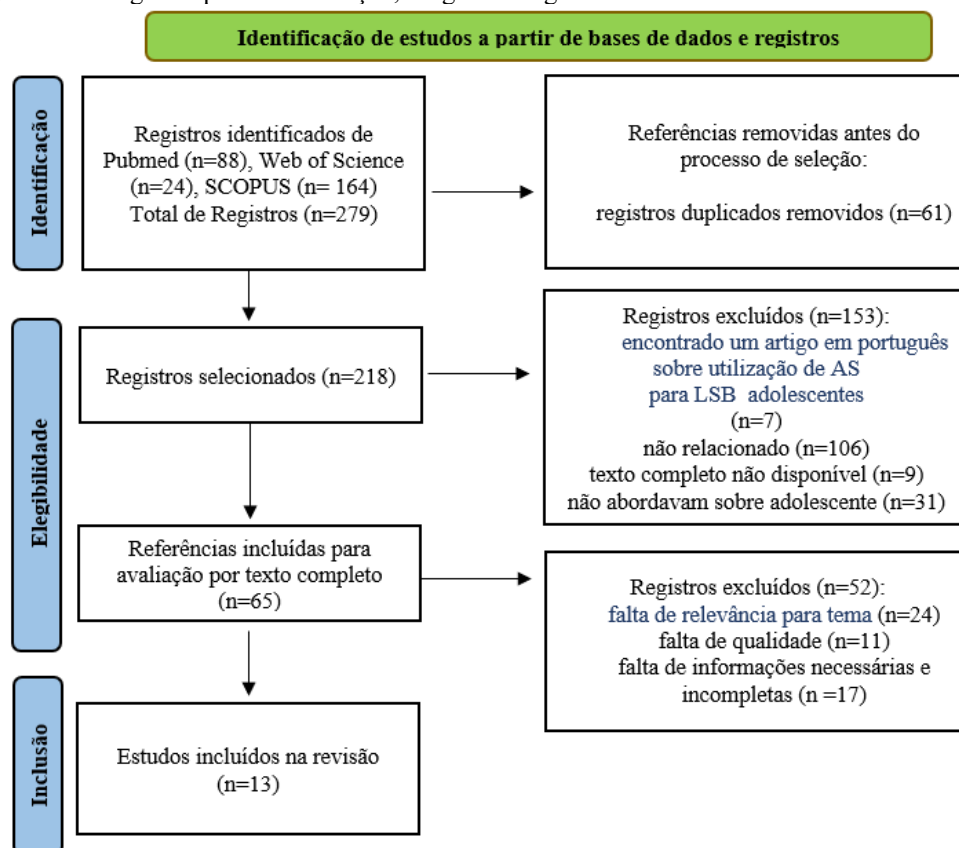 Identificação de estudos a partir de bases de dados e registros
Identificação
Registros identificados de
Pubmed (n=88), Web of Science
(n=24), SCOPUS (n= 164)
Total de Registros (n=279)
Referências removidas antes do
processo de seleção:
registros duplicados removidos (n=61)
Elegibilidade
Registros selecionados (n=218)
Registros excluídos (n=153):
encontrado um artigo em português
sobre utilização de AS
para LSB adolescentes
(n=7)
não relacionado (n=106)
texto completo não disponível (n=9)
não abordavam sobre adolescente (n=31)
Referências incluídas para
avaliação por texto completo
(n=65)
Registros excluídos (n=52):
falta de relevância para tema (n=24)
falta de qualidade (n=11)
falta de informações necessárias e
incompletas (n =17)
Inclusão
Estudos incluídos na revisão
(n=13)